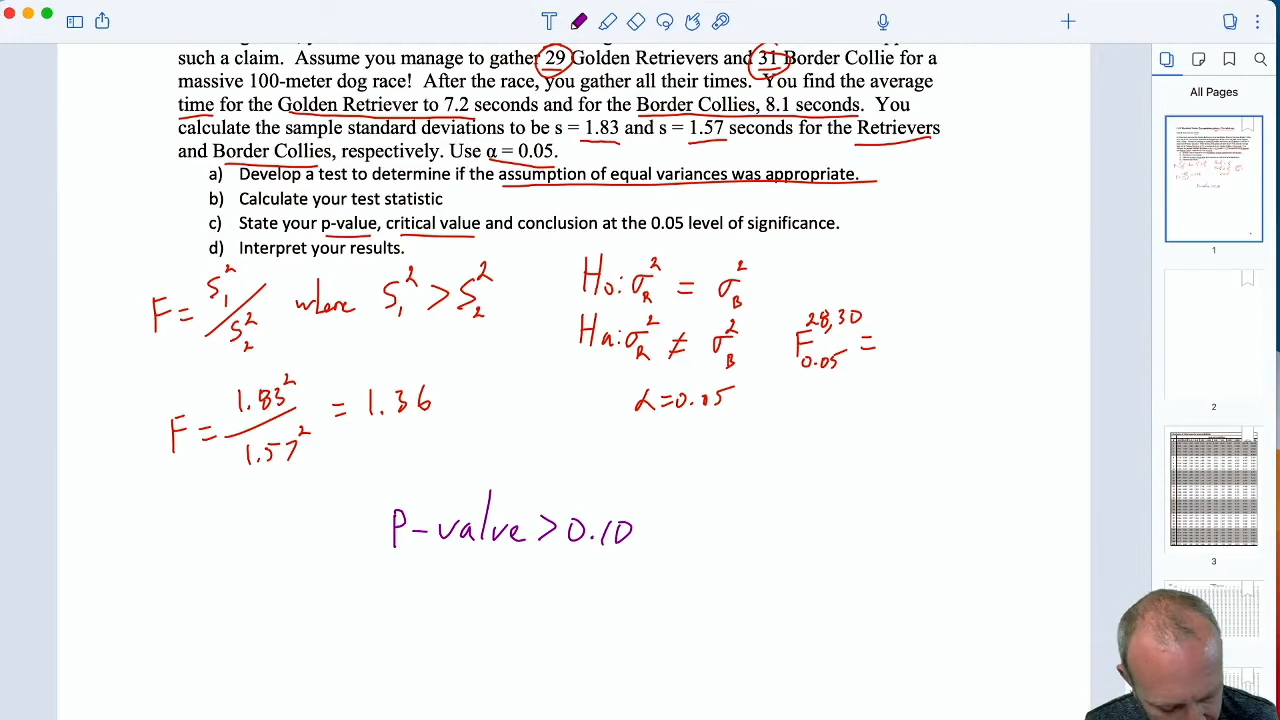 such a claim. Assume you manage to gather 29 Golden Retrievers and 31 Border Collie for a
massive 100-meter dog race! After the race, you gather all their times. You find the average
time for the Golden Retriever to 7.2 seconds and for the Border Collies, 8.1 seconds. You
calculate the sample standard deviations to be s = 1.83 and s = 1.57 seconds for the Retrievers
and Border Collies, respectively. Use α = 0.05.
a) Develop a test to determine if the assumption of equal variances was appropriate.
b) Calculate your test statistic
c) State your p-value, critical value and conclusion at the 0.05 level of significance.
d) Interpret your results.
F = S₁²/S₂² where S₁² > S₂²
Ho: σ²_R = σ²_B
Ha: σ²_R ≠ σ²_B
F^28,30_0.05 =
α=0.05
F = 1.83²/1.57² = 1.36
P-value > 0.10
All Pages
1
2
3